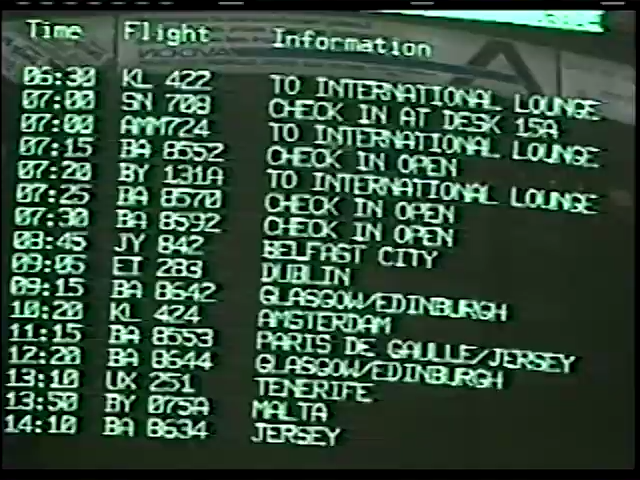 Time Flight Information
06:30 KL 422 TO INTERNATIONAL LOUNGE
07:00 SN 708 CHECK IN AT DESK 15A
07:00 AMM724 TO INTERNATIONAL LOUNGE
07:15 BA 8552 CHECK IN OPEN
07:20 BY 131A TO INTERNATIONAL LOUNGE
07:25 BA 8570 CHECK IN OPEN
07:30 BA 8592 CHECK IN OPEN
08:45 JY 842 BELFAST CITY
09:05 EI 283 DUBLIN
09:15 BA 8642 GLASGOW/EDINBURGH
10:20 KL 424 AMSTERDAM
11:15 BA 8553 PARIS DE GAULLE/JERSEY
12:20 BA 8644 GLASGOW/EDINBURGH
13:10 UX 251 TENERIFE
13:50 BY 075A MALTA
14:10 BA 8634 JERSEY